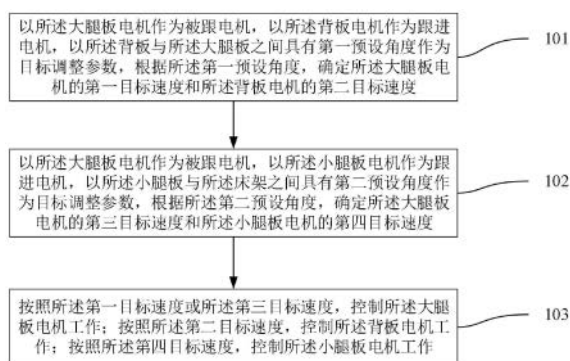 以所述大腿板电机作为被跟电机，以所述背板电机作为跟进
电机，以所述背板与所述大腿板之间具有第一预设角度作为
目标调整参数，根据所述第一预设角度，确定所述大腿板电
机的第一目标速度和所述背板电机的第二目标速度
101
以所述大腿板电机作为被跟电机，以所述小腿板电机作为跟
进电机，以所述小腿板与所述床架之间具有第二预设角度作
为目标调整参数，根据所述第二预设角度，确定所述大腿板
电机的第三目标速度和所述小腿板电机的第四目标速度
102
按照所述第一目标速度或所述第三目标速度，控制所述大腿
板电机工作；按照所述第二目标速度，控制所述背板电机工
作；按照所述第四目标速度，控制所述小腿板电机工作
103